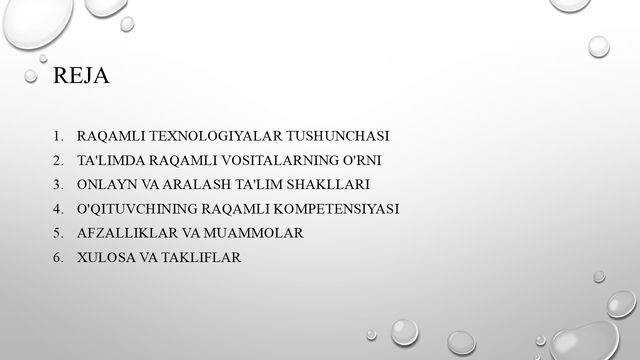 REJA
1. RAQAMLI TEXNOLOGIYALAR TUSHUNCHASI
2. TA'LIMDA RAQAMLI VOSITALARNING O'RNI
3. ONLAYN VA ARALASH TA'LIM SHAKLLARI
4. O'QITUVCHINING RAQAMLI KOMPETENSIYASI
5. AFZALLIKLAR VA MUAMMOLAR
6. XULOSA VA TAKLIFLAR